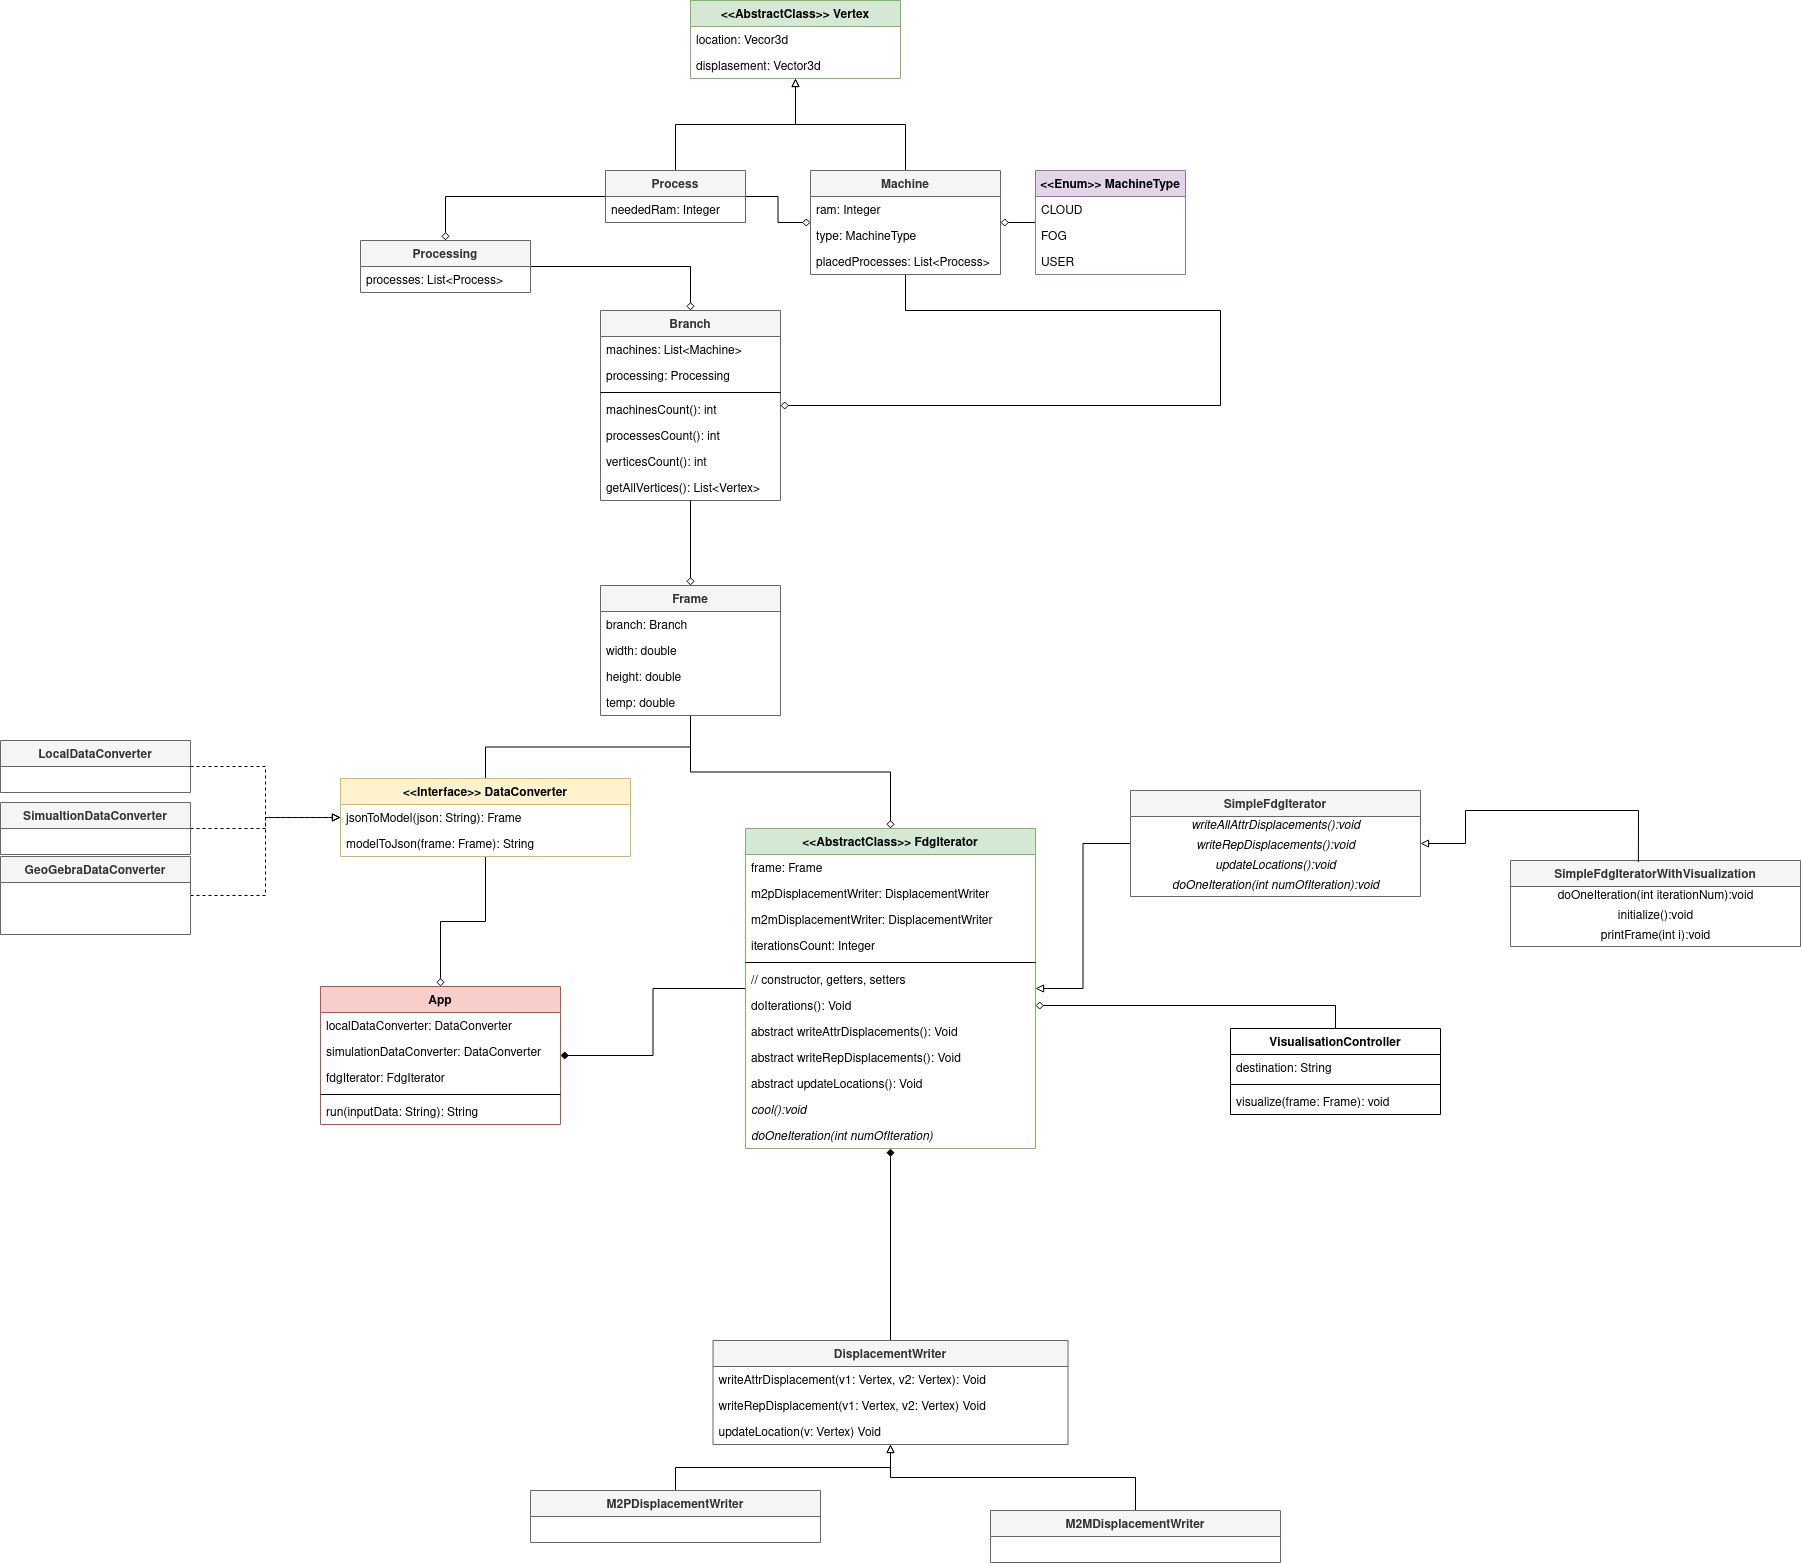 <<AbstractClass>> Vertex
location: Vecor3d
displasement: Vector3d
Process
neededRam: Integer
Machine
ram: Integer
type: MachineType
placedProcesses: List<Process>
<<Enum>> MachineType
CLOUD
FOG
USER
Processing
processes: List<Process>
Branch
machines: List<Machine>
processing: Processing
machinesCount(): int
processesCount(): int
verticesCount(): int
getAllVertices(): List<Vertex>
Frame
branch: Branch
width: double
height: double
temp: double
LocalDataConverter
SimualtionDataConverter
GeoGebraDataConverter
<<Interface>> DataConverter
jsonToModel(json: String): Frame
modelToJson(frame: Frame): String
<<AbstractClass>> FdgIterator
frame: Frame
m2pDisplacementWriter: DisplacementWriter
m2mDisplacementWriter: DisplacementWriter
iterationsCount: Integer
// constructor, getters, setters
doIterations(): Void
abstract writeAttrDisplacements(): Void
abstract writeRepDisplacements(): Void
abstract updateLocations(): Void
cool():void
doOneIteration(int numOfIteration)
SimpleFdgIterator
writeAllAttrDisplacements():void
writeRepDisplacements():void
updateLocations():void
doOneIteration(int numOfIteration):void
SimpleFdgIteratorWithVisualization
doOneIteration(int iterationNum):void
initialize():void
printFrame(int i):void
App
localDataConverter: DataConverter
simulationDataConverter: DataConverter
fdgIterator: FdgIterator
run(inputData: String): String
VisualisationController
destination: String
visualize(frame: Frame): void
DisplacementWriter
writeAttrDisplacement(v1: Vertex, v2: Vertex): Void
writeRepDisplacement(v1: Vertex, v2: Vertex) Void
updateLocation(v: Vertex) Void
M2PDisplacementWriter
M2MDisplacementWriter